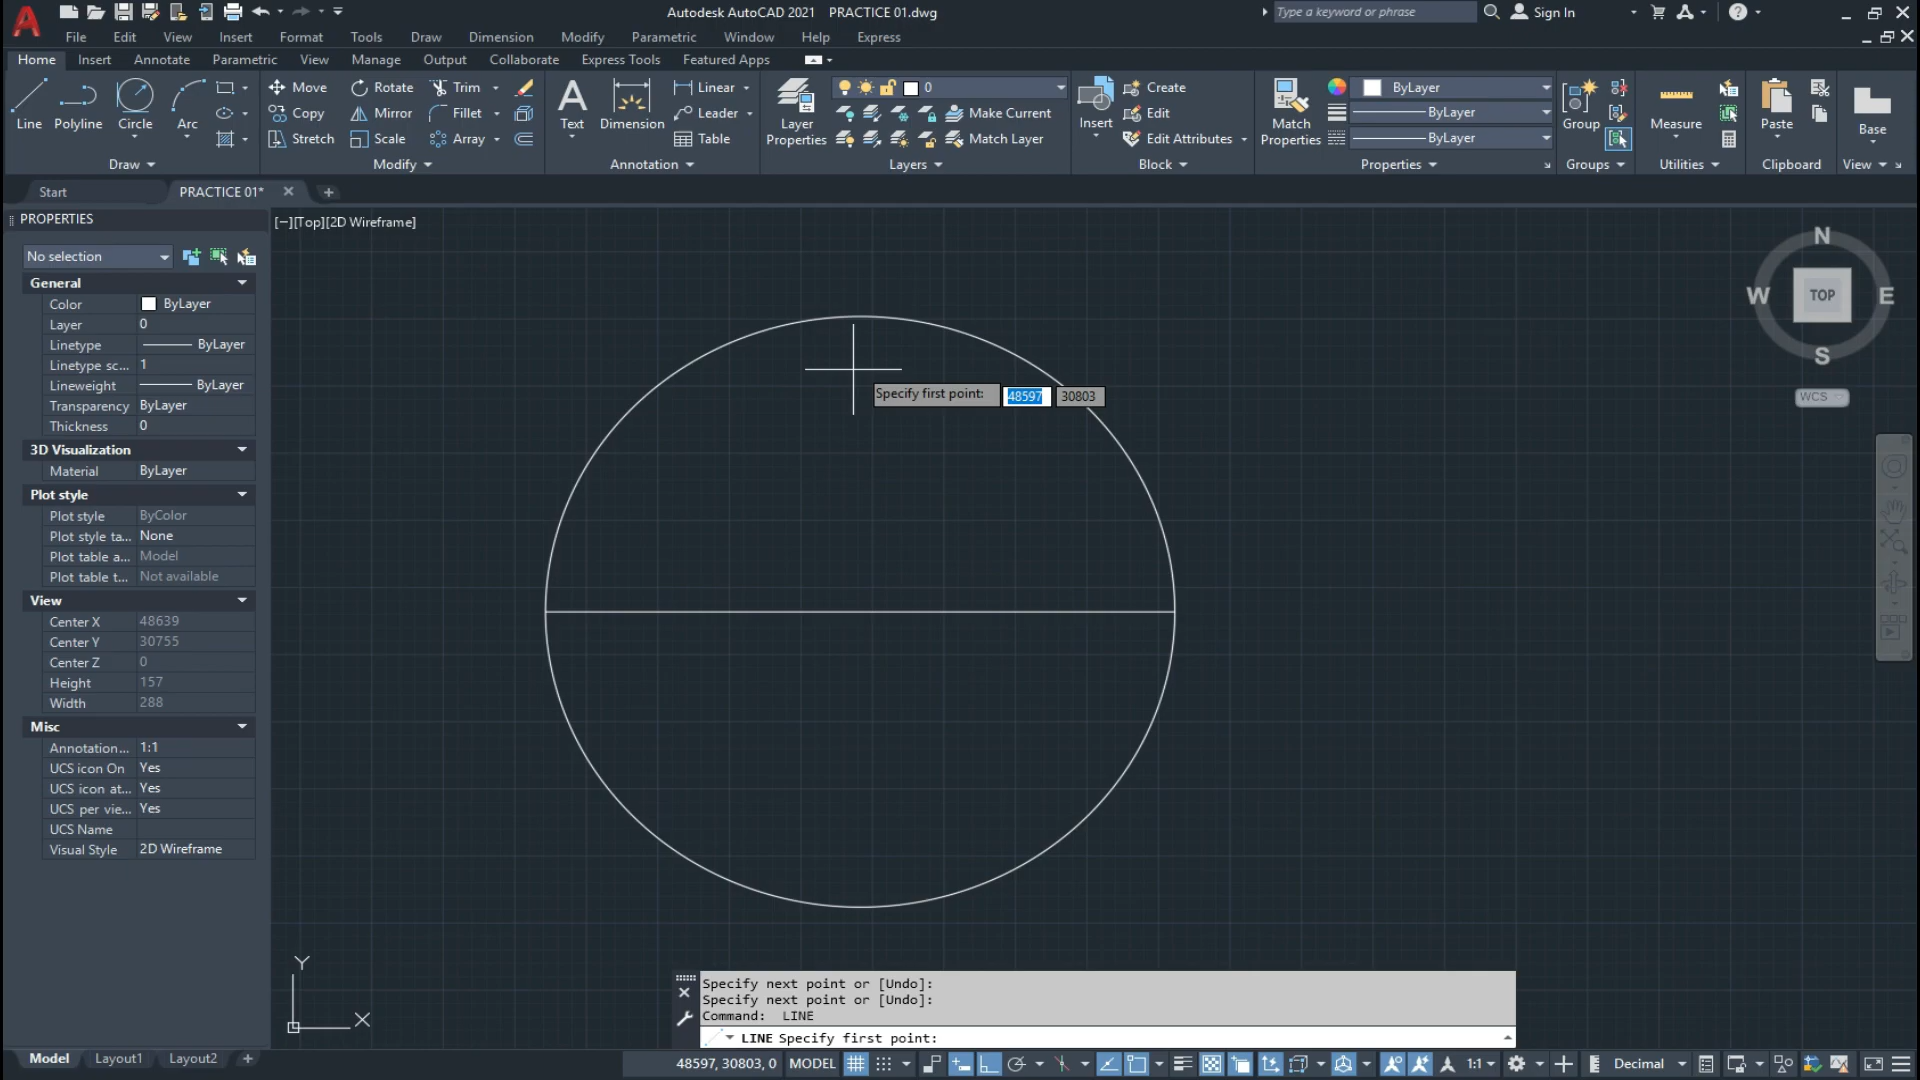 Autodesk AutoCAD 2021 PRACTICE 01.dwg
Type a keyword or phrase
Sign In
File Edit View Insert Format Tools Draw Dimension Modify Parametric Window Help Express
Home Insert Annotate Parametric View Manage Output Collaborate Express Tools Featured Apps
Line Polyline Circle Arc
Move Rotate Trim
Copy Mirror Fillet
Stretch Scale Array
Text Dimension
Linear
Leader
Table
Layer Properties
0
Make Current
Match Layer
Insert
Create
Edit
Edit Attributes
Match Properties
ByLayer
ByLayer
ByLayer
Group
Measure
Paste
Base
Draw Modify Annotation Layers Block Properties Groups Utilities Clipboard View
Start PRACTICE 01*
PROPERTIES
No selection
General
Color ByLayer
Layer 0
Linetype ByLayer
Linetype sc... 1
Lineweight ByLayer
Transparency ByLayer
Thickness 0
3D Visualization
Material ByLayer
Plot style
Plot style ByColor
Plot style ta... None
Plot table a... Model
Plot table t... Not available
View
Center X 48639
Center Y 30755
Center Z 0
Height 157
Width 288
Misc
Annotation... 1:1
UCS icon On Yes
UCS icon at... Yes
UCS per vie... Yes
UCS Name
Visual Style 2D Wireframe
[−][Top][2D Wireframe]
N
W TOP E
S
WCS
Specify first point: 48597 30803
Y
X
Specify next point or [Undo]:
Specify next point or [Undo]:
Command: LINE
LINE Specify first point:
Model Layout1 Layout2
48597, 30803, 0 MODEL 1:1 Decimal